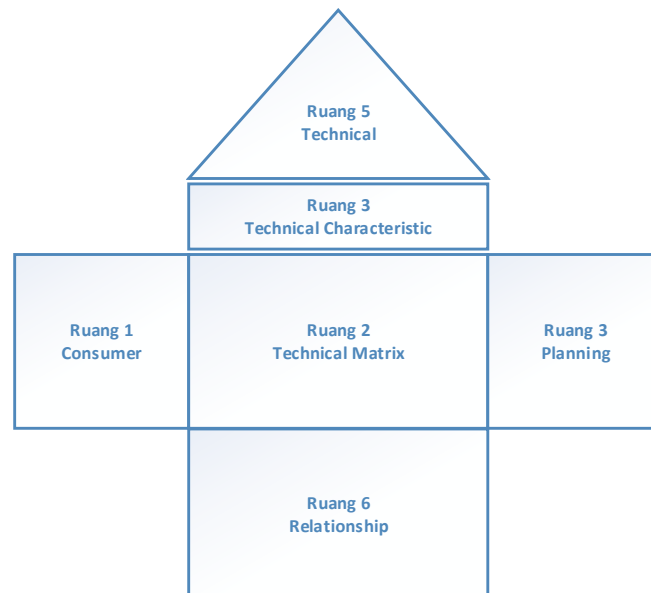 Ruang 5
Technical
Ruang 3
Technical Characteristic
Ruang 1
Consumer
Ruang 2
Technical Matrix
Ruang 3
Planning
Ruang 6
Relationship